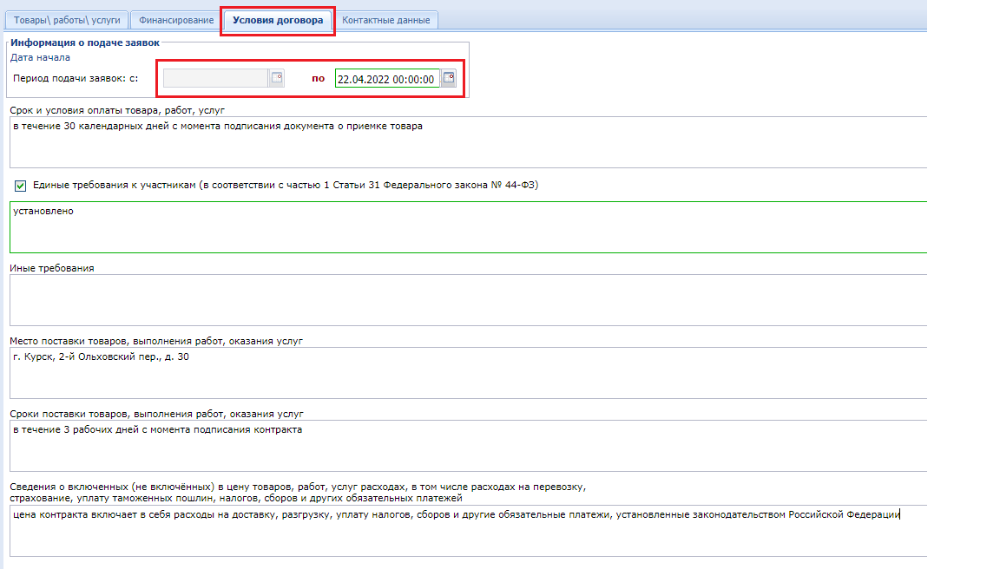 Товары\ работы\ услуги Финансирование Условия договора Контактные данные
Информация о подаче заявок
Дата начала
Период подачи заявок: с: по 22.04.2022 00:00:00
Срок и условия оплаты товара, работ, услуг
в течение 30 календарных дней с момента подписания документа о приемке товара
Единые требования к участникам (в соответствии с частью 1 Статьи 31 Федерального закона № 44-ФЗ)
установлено
Иные требования
Место поставки товаров, выполнения работ, оказания услуг
г. Курск, 2-й Ольховский пер., д. 30
Сроки поставки товаров, выполнения работ, оказания услуг
в течение 3 рабочих дней с момента подписания контракта
Сведения о включенных (не включённых) в цену товаров, работ, услуг расходах, в том числе расходах на перевозку,
страхование, уплату таможенных пошлин, налогов, сборов и других обязательных платежей
цена контракта включает в себя расходы на доставку, разгрузку, уплату налогов, сборов и другие обязательные платежи, установленные законодательством Российской Федерации